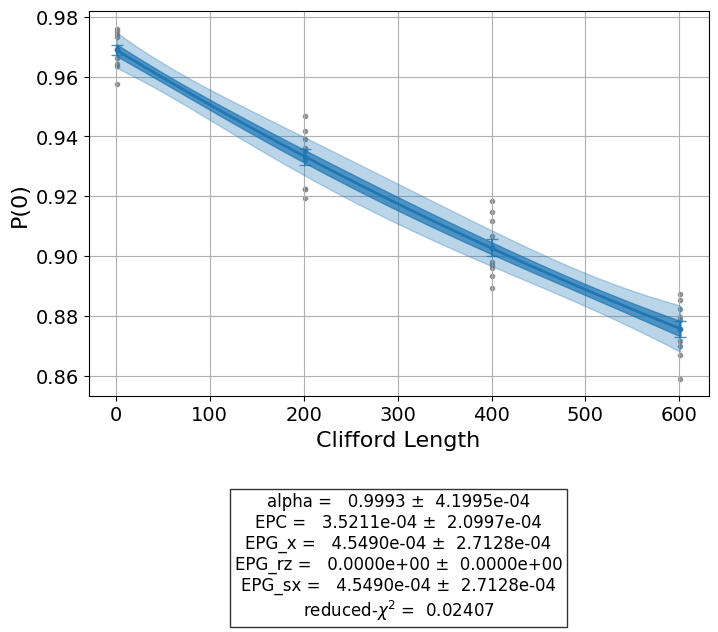 0.98
0.96
0.94
0.92
0.90
0.88
0.86
P(0)
0 100 200 300 400 500 600
Clifford Length
alpha = 0.9993 ± 4.1995e-04
EPC = 3.5211e-04 ± 2.0997e-04
EPG_x = 4.5490e-04 ± 2.7128e-04
EPG_rz = 0.0000e+00 ± 0.0000e+00
EPG_sx = 4.5490e-04 ± 2.7128e-04
reduced-χ² = 0.02407